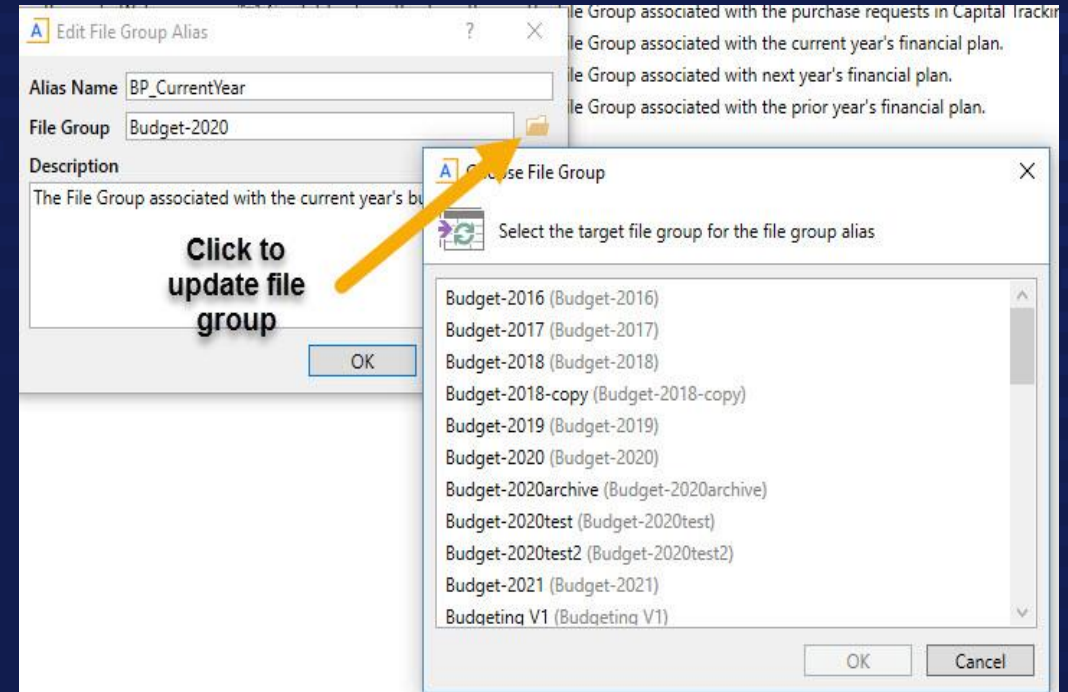 File Group associated with the purchase requests in Capital Trackin
A Edit File Group Alias ? ×
File Group associated with the current year's financial plan.
File Group associated with next year's financial plan.
File Group associated with the prior year's financial plan.
Alias Name BP_CurrentYear
File Group Budget-2020
Description
The File Group associated with the current year's bu
Click to
update file
group
OK
A Choose File Group ×
Select the target file group for the file group alias
Budget-2016 (Budget-2016)
Budget-2017 (Budget-2017)
Budget-2018 (Budget-2018)
Budget-2018-copy (Budget-2018-copy)
Budget-2019 (Budget-2019)
Budget-2020 (Budget-2020)
Budget-2020archive (Budget-2020archive)
Budget-2020test (Budget-2020test)
Budget-2020test2 (Budget-2020test2)
Budget-2021 (Budget-2021)
Budgeting V1 (Budgeting V1)
OK Cancel